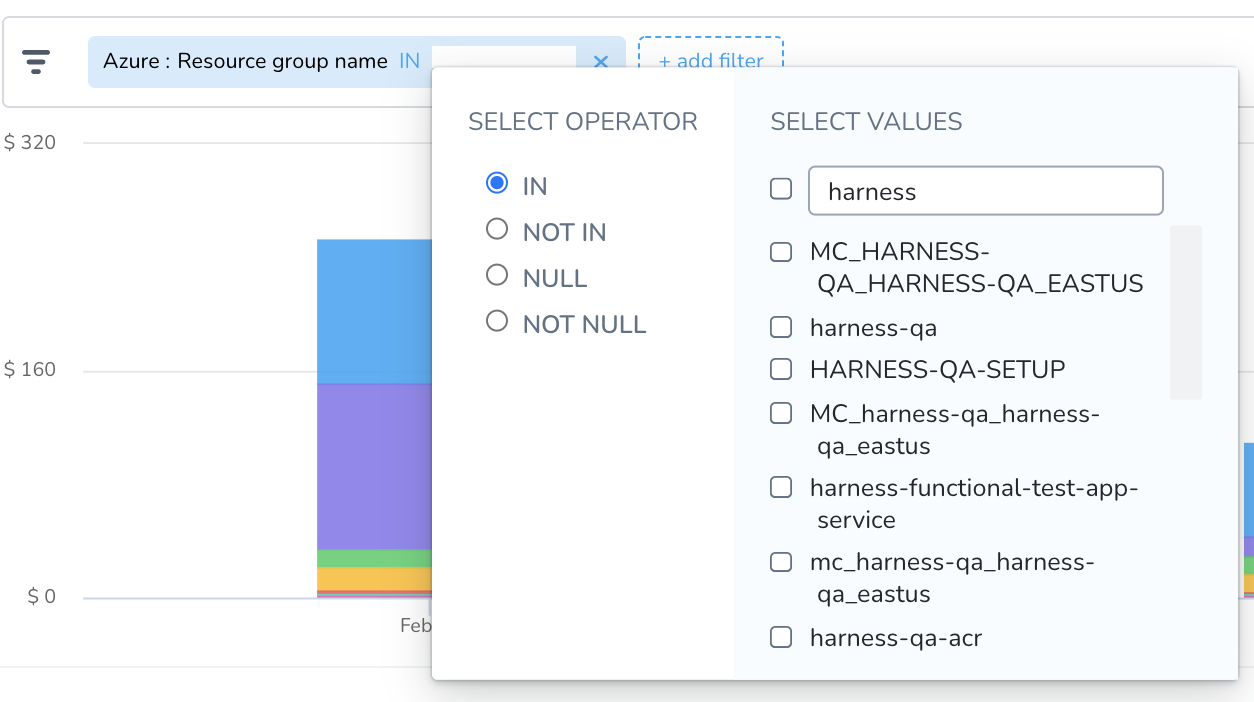 Azure : Resource group name IN
+ add filter
SELECT OPERATOR
IN
NOT IN
NULL
NOT NULL
SELECT VALUES
harness
MC_HARNESS-
QA_HARNESS-QA_EASTUS
harness-qa
HARNESS-QA-SETUP
MC_harness-qa_harness-
qa_eastus
harness-functional-test-app-
service
mc_harness-qa_harness-
qa_eastus
harness-qa-acr
$ 320
$ 160
$ 0
Feb